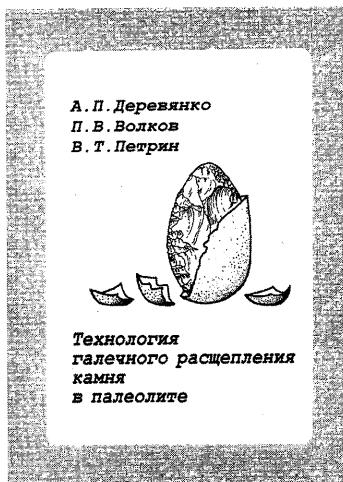 А.П.Деревянко
П.В.Волков
В.Т.Петрин
Технология
галечного расщепления
камня
в палеолите